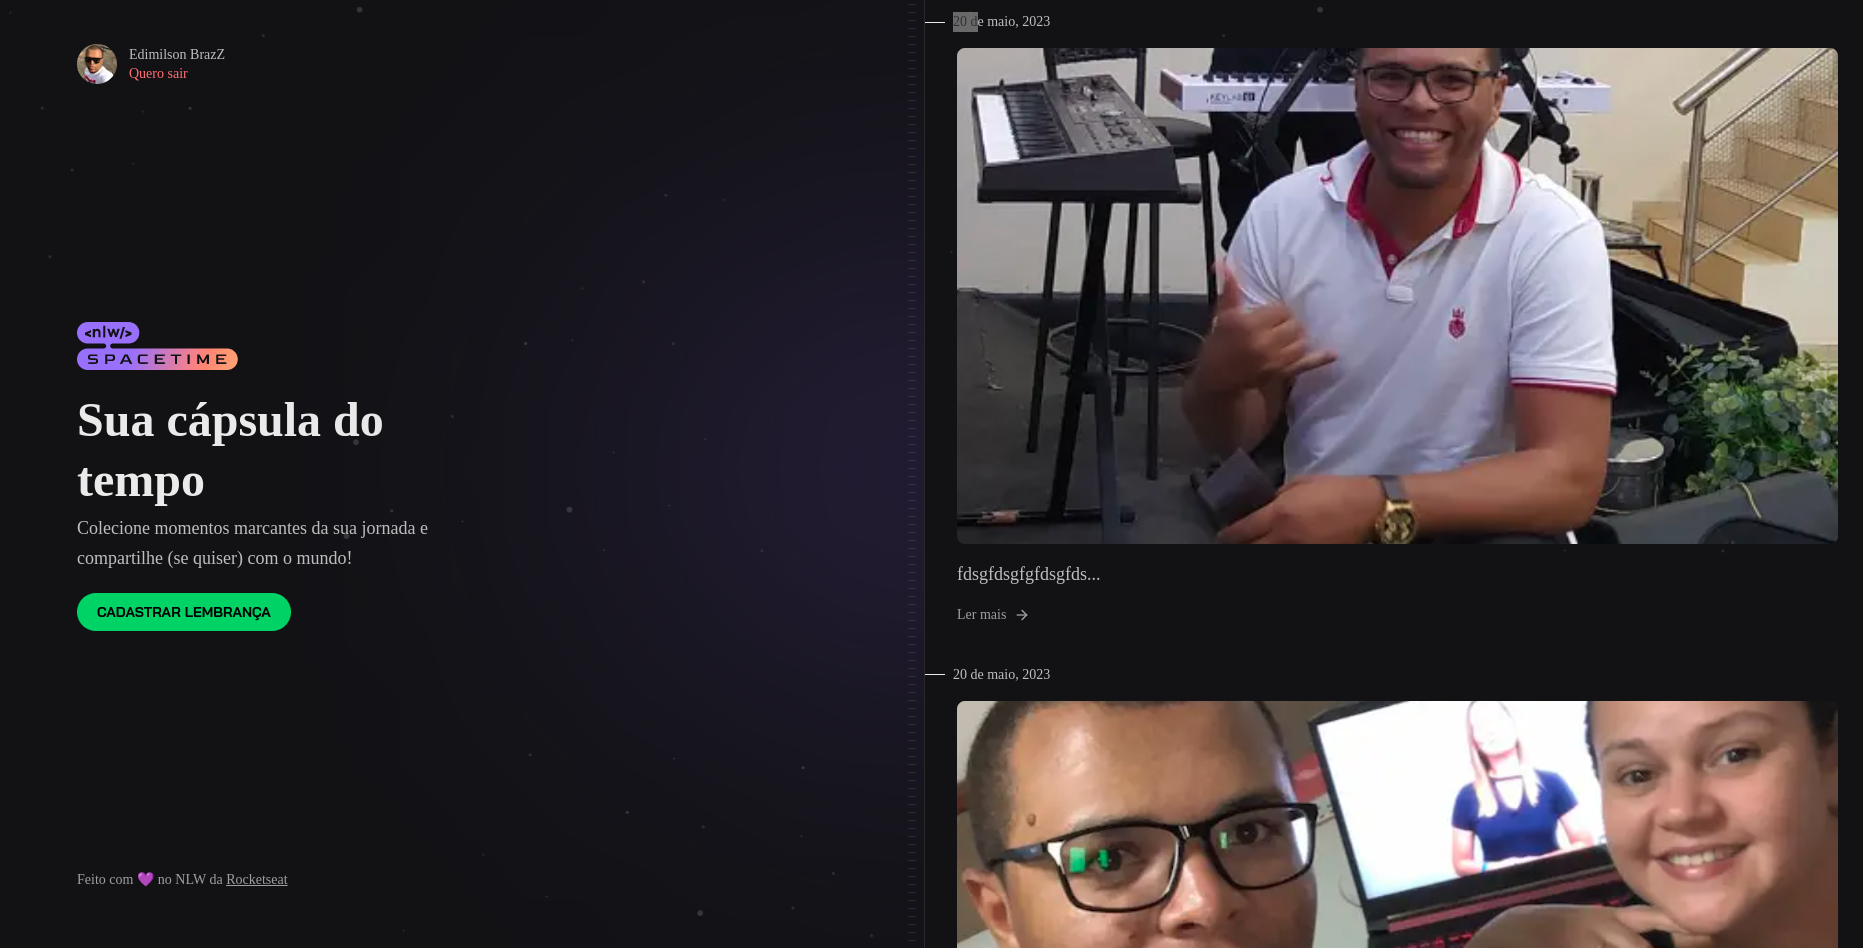 Edimilson BrazZ
Quero sair
<nlw/>
SPACETIME
Sua cápsula do
tempo
Colecione momentos marcantes da sua jornada e
compartilhe (se quiser) com o mundo!
CADASTRAR LEMBRANÇA
Feito com 💜 no NLW da Rocketseat
20 de maio, 2023
KEYLAB 61
fdsgfdsgfgfdsgfds...
Ler mais →
20 de maio, 2023